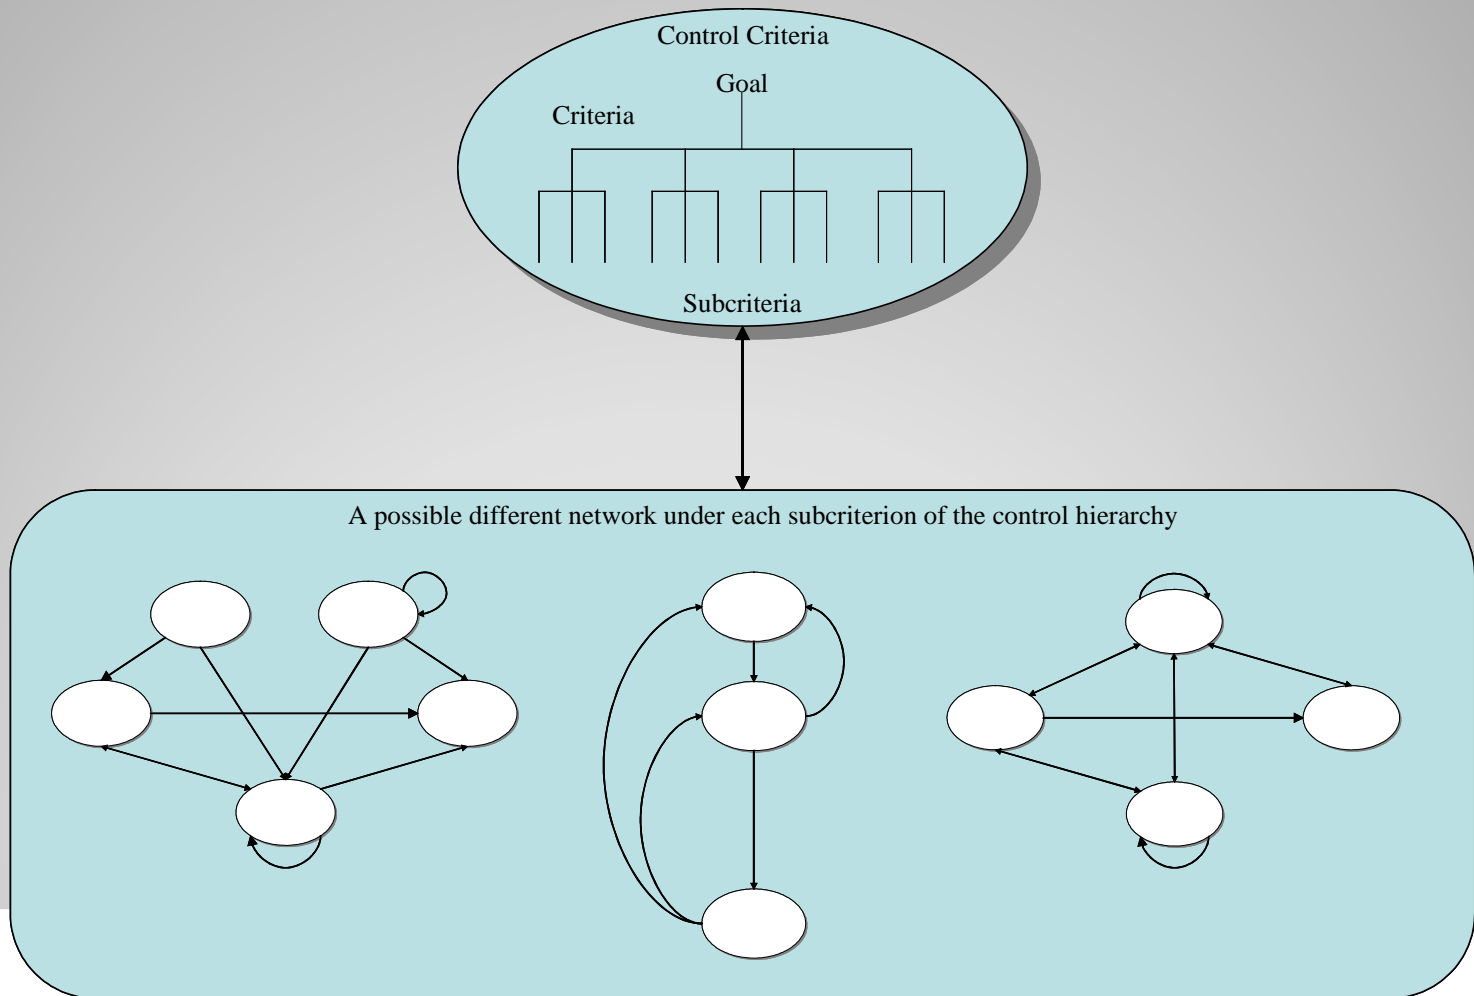 Control Criteria
Goal
Criteria
Subcriteria
A possible different network under each subcriterion of the control hierarchy